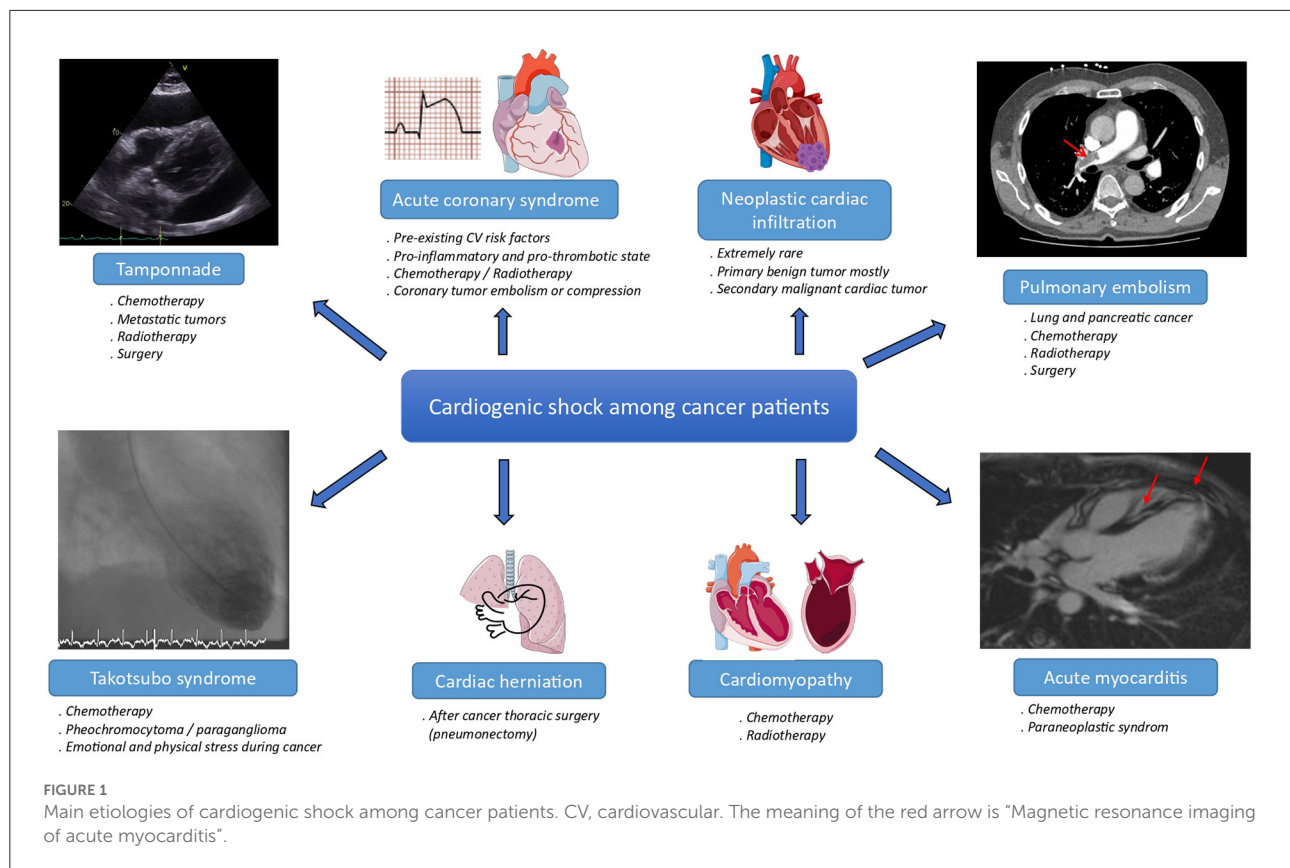 V
10
20
Tamponnade
. Chemotherapy
. Metastatic tumors
. Radiotherapy
. Surgery
Acute coronary syndrome
. Pre-existing CV risk factors
. Pro-inflammatory and pro-thrombotic state
. Chemotherapy / Radiotherapy
. Coronary tumor embolism or compression
Neoplastic cardiac
infiltration
. Extremely rare
. Primary benign tumor mostly
. Secondary malignant cardiac tumor
Pulmonary embolism
. Lung and pancreatic cancer
. Chemotherapy
. Radiotherapy
. Surgery
Cardiogenic shock among cancer patients
Takotsubo syndrome
. Chemotherapy
. Pheochromocytoma / paraganglioma
. Emotional and physical stress during cancer
Cardiac herniation
. After cancer thoracic surgery
(pneumonectomy)
Cardiomyopathy
. Chemotherapy
. Radiotherapy
Acute myocarditis
. Chemotherapy
. Paraneoplastic syndrom
FIGURE 1
Main etiologies of cardiogenic shock among cancer patients. CV, cardiovascular. The meaning of the red arrow is “Magnetic resonance imaging
of acute myocarditis”.